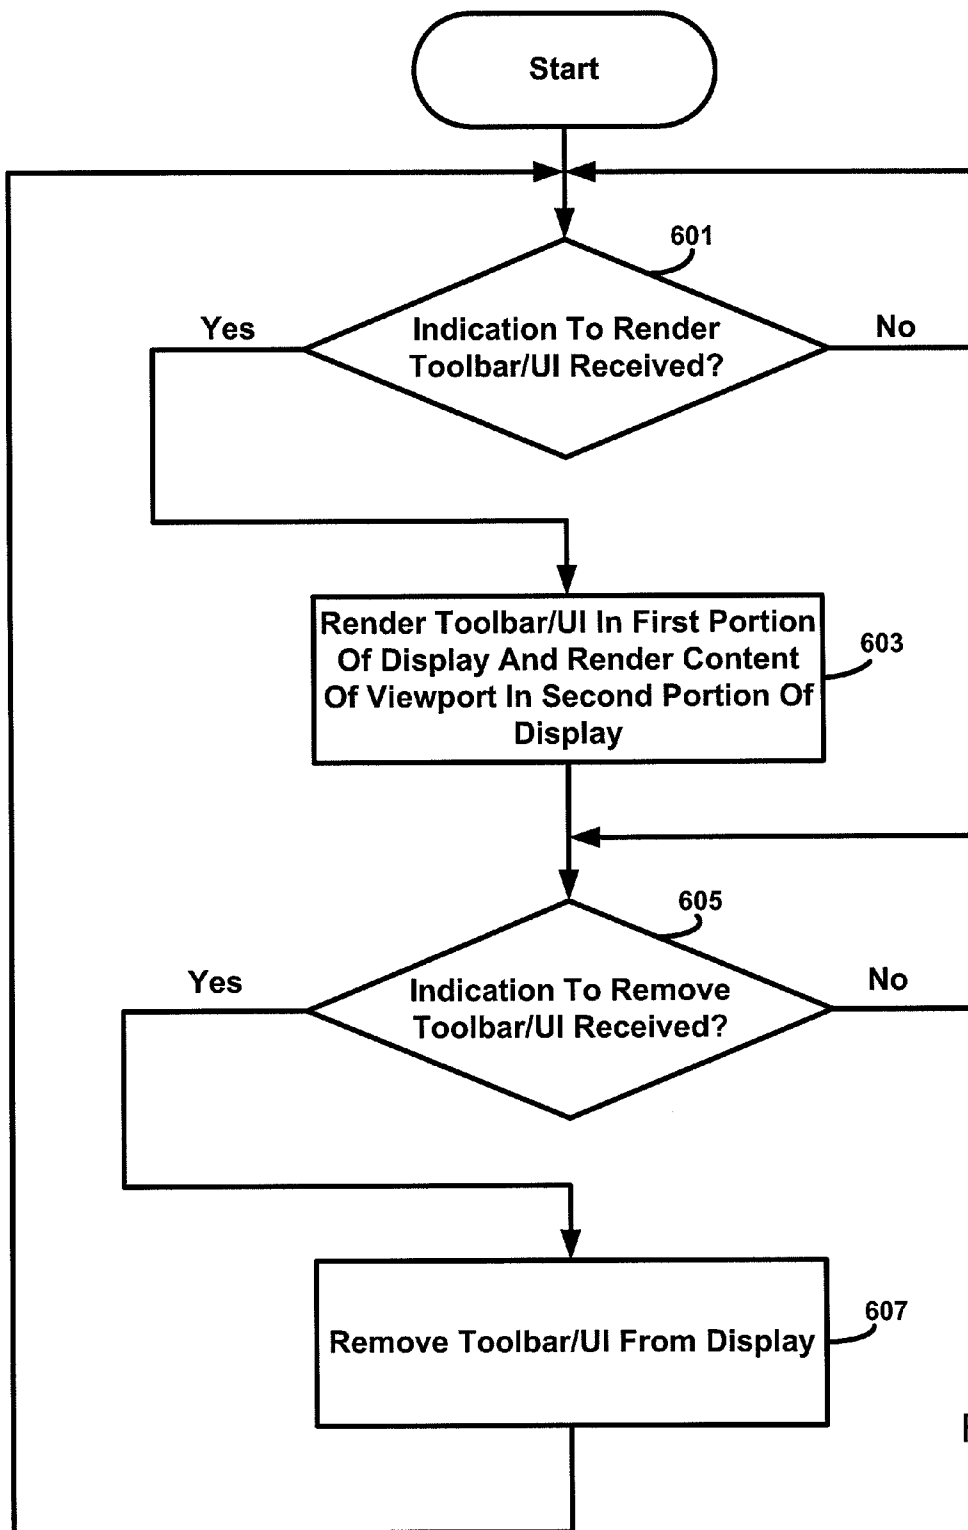 Start
601
Yes
Indication To Render
Toolbar/UI Received?
No
Render Toolbar/UI In First Portion
Of Display And Render Content
Of Viewport In Second Portion Of
Display
603
605
Yes
Indication To Remove
Toolbar/UI Received?
No
Remove Toolbar/UI From Display
607